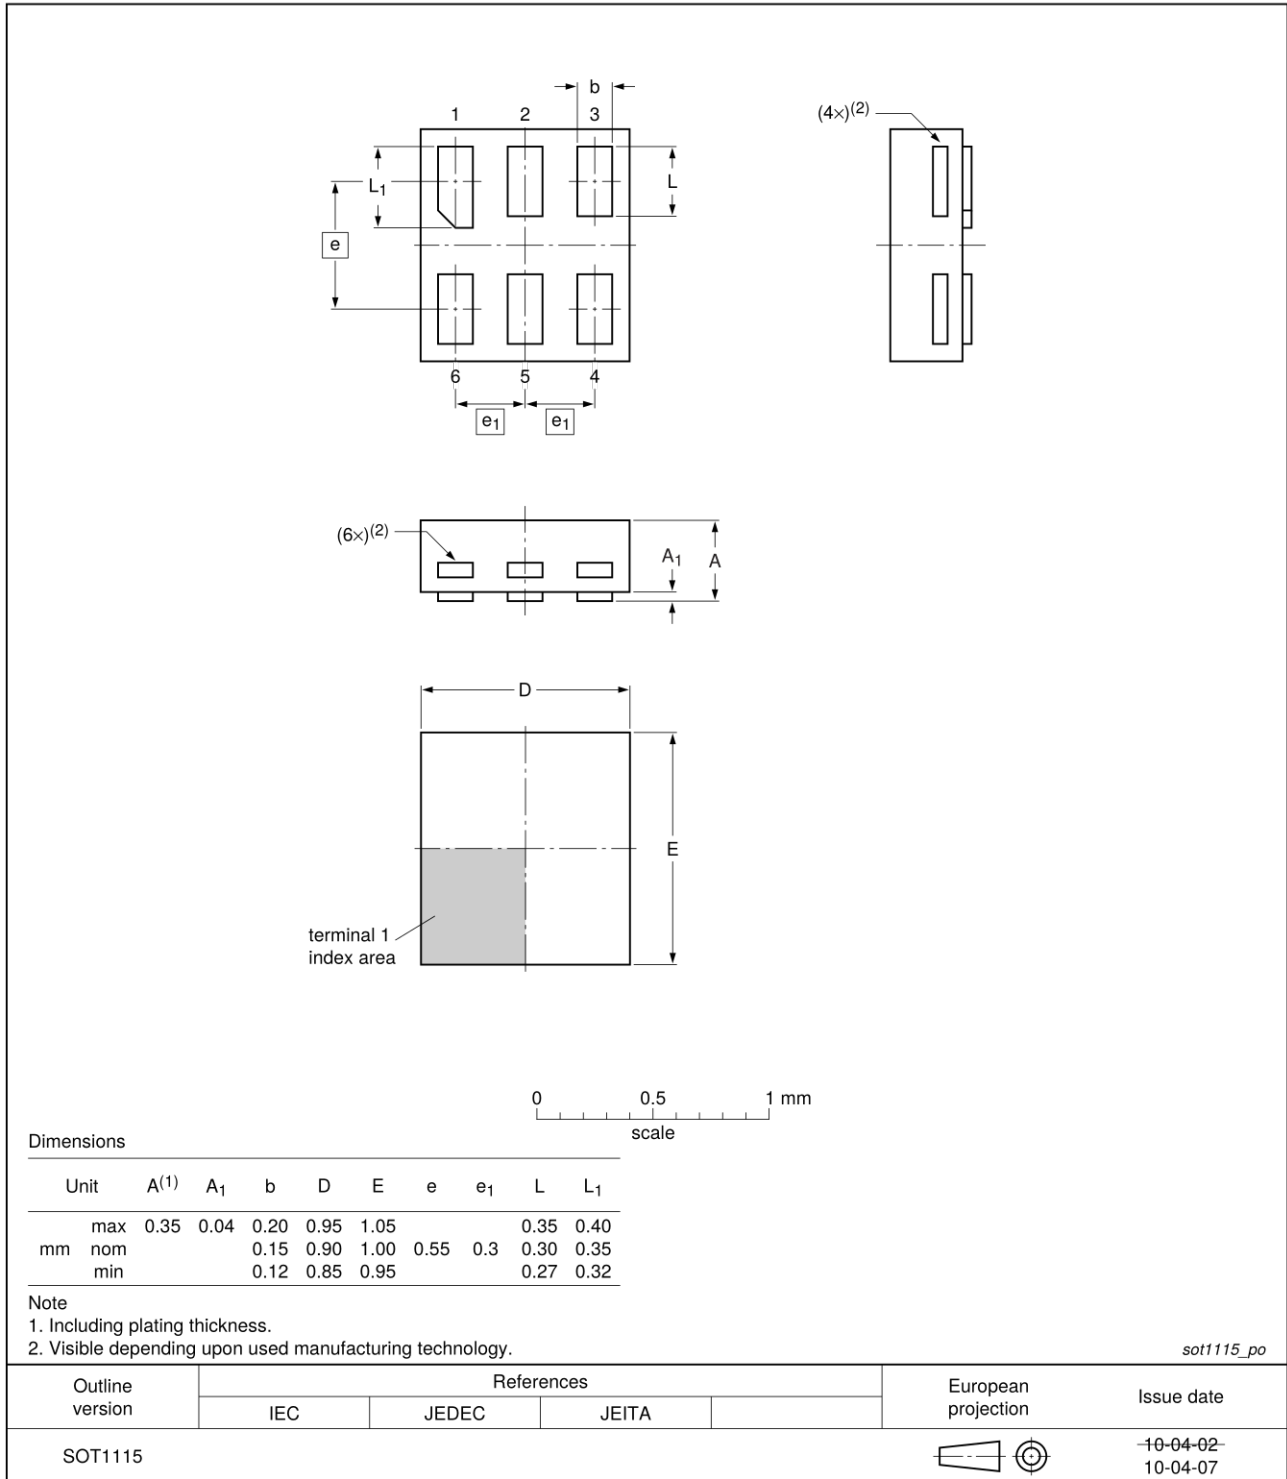 b
1 2 3
(4×)(2)
L1
L
e
6 5 4
e1 e1
(6×)(2)
A1 A
D
E
terminal 1
index area
0 0.5 1 mm
scale
Dimensions
Unit A(1) A1 b D E e e1 L L1
max 0.35 0.04 0.20 0.95 1.05 0.35 0.40
mm nom 0.15 0.90 1.00 0.55 0.3 0.30 0.35
min 0.12 0.85 0.95 0.27 0.32
Note
1. Including plating thickness.
2. Visible depending upon used manufacturing technology.
sot1115_po
Outline
version
References
IEC JEDEC JEITA
European
projection
Issue date
SOT1115
10-04-02
10-04-07